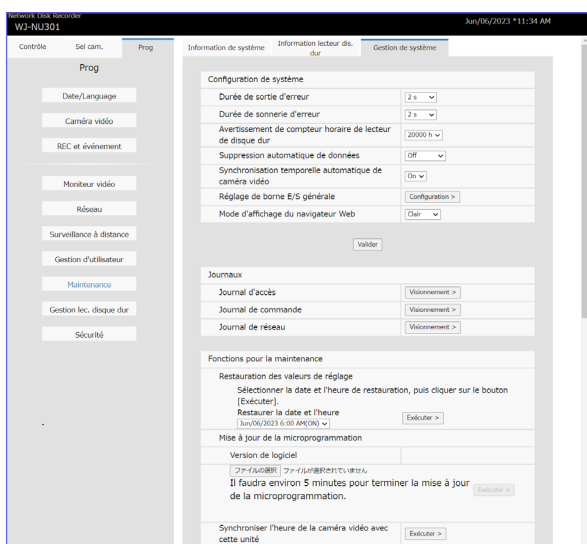 Network Disk Recorder
WJ-NU301
Jun/06/2023 *11:34 AM
Contrôle
Sel cam.
Prog
Prog
Date/Language
Caméra vidéo
REC et événement
Moniteur vidéo
Réseau
Surveillance à distance
Gestion d'utilisateur
Maintenance
Gestion lec. disque dur
Sécurité
Information de système
Information lecteur dis.
dur
Gestion de système
Configuration de système
Durée de sortie d'erreur
2 s
Durée de sonnerie d'erreur
2 s
Avertissement de compteur horaire de lecteur
de disque dur
20000 h
Suppression automatique de données
Off
Synchronisation temporelle automatique de
caméra vidéo
On
Réglage de borne E/S générale
Configuration >
Mode d'affichage du navigateur Web
Clair
Valider
Journaux
Journal d'accès
Visionnement >
Journal de commande
Visionnement >
Journal de réseau
Visionnement >
Fonctions pour la maintenance
Restauration des valeurs de réglage
Sélectionner la date et l'heure de restauration, puis cliquer sur le bouton
[Exécuter].
Restaurer la date et l'heure
Jun/06/2023 6:00 AM(ON)
Exécuter >
Mise à jour de la microprogrammation
Version de logiciel
ファイルの選択 ファイルが選択されていません
Il faudra environ 5 minutes pour terminer la mise à jour
de la microprogrammation.
Exécuter >
Synchroniser l'heure de la caméra vidéo avec
cette unité
Exécuter >